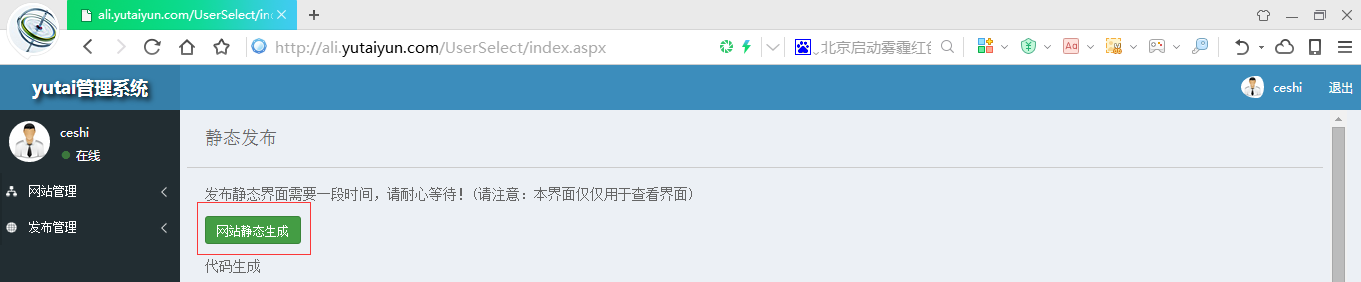 ali.yutaiyun.com/UserSelect/ind
http://ali.yutaiyun.com/UserSelect/index.aspx
北京启动雾霾红色
Aa
yutai管理系统
ceshi
退出
ceshi
在线
网站管理
发布管理
静态发布
发布静态界面需要一段时间，请耐心等待！(请注意：本界面仅仅用于查看界面)
网站静态生成
代码生成